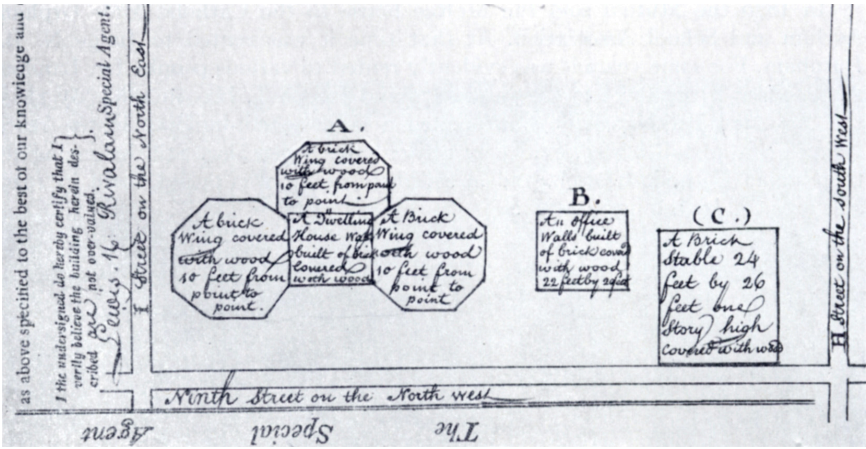 as above specified to the best of our knowledge and
I the undersigned do hereby certify that I
verily believe the building herein des-
cribed are not over-valued.
Special Agent.
I Street on the North East
A.
A brick
Wing covered
with wood
10 feet from point
to point
A brick
Wing covered
with wood
10 feet from
point to
point.
A Dwelling
House Walls
built of brick
covered
with wood
A Brick
Wing covered
with wood
10 feet from
point to
point
B.
An office
Walls built
of brick cover
with wood
22 feet by
(C.)
A Brick
Stable 24
feet by 26
feet one
Story high
covered with wood
H Street on the South West
Ninth Street on the North west
The Special Agent